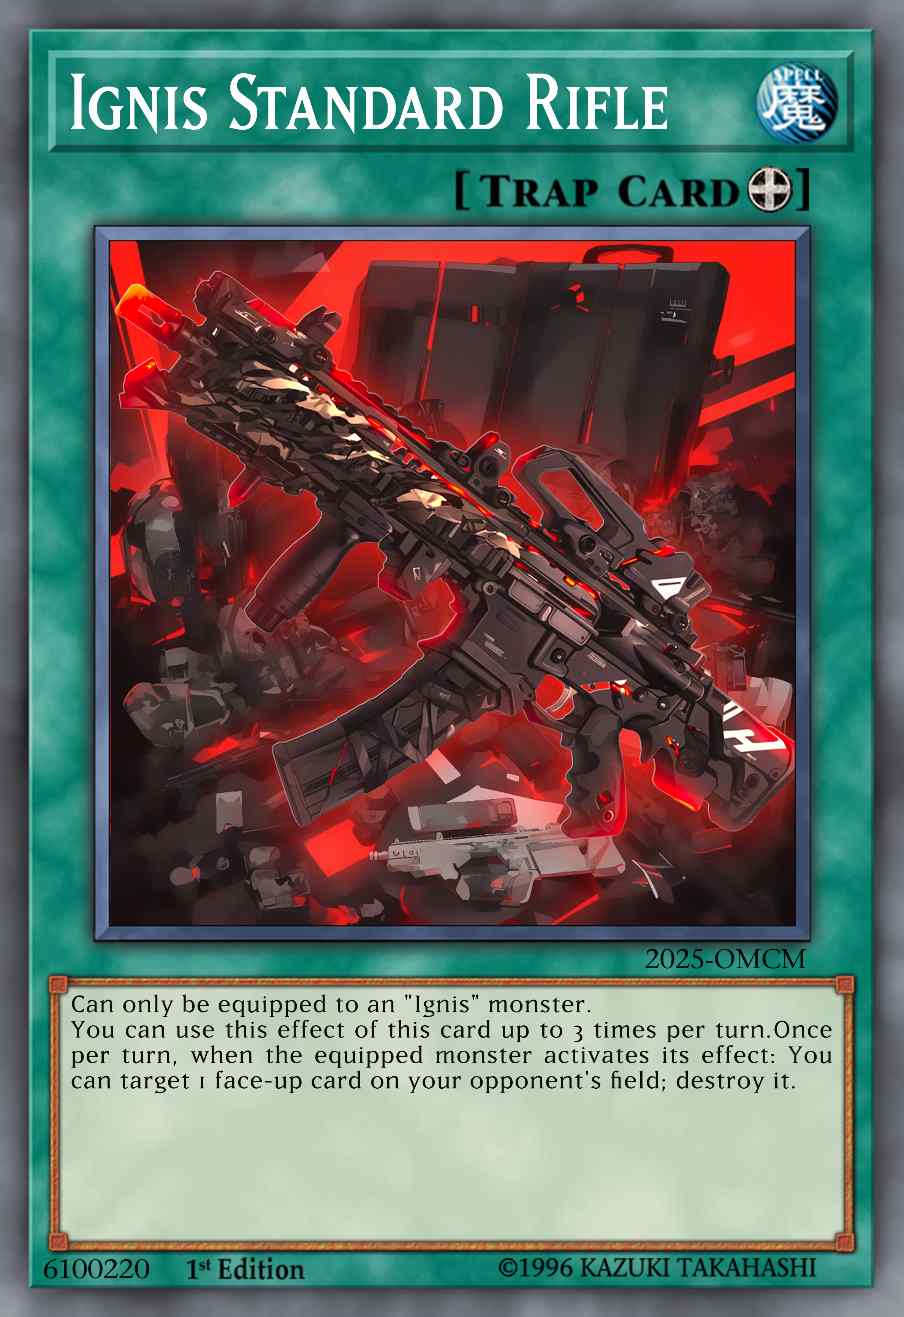 IGNIS STANDARD RIFLE
SPELL
魔
[TRAP CARD]
H
2025-OMCM
Can only be equipped to an "Ignis" monster.
You can use this effect of this card up to 3 times per turn.Once
per turn, when the equipped monster activates its effect: You
can target 1 face-up card on your opponent's field; destroy it.
6100220 1st Edition ©1996 KAZUKI TAKAHASHI